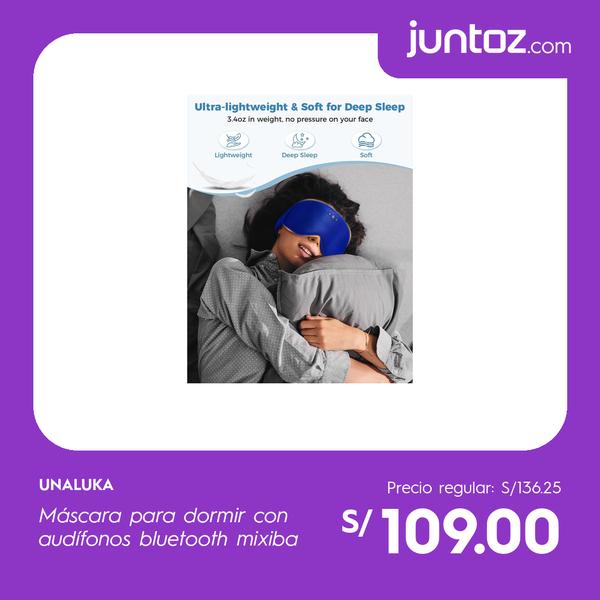 juntoz.com
Ultra-lightweight & Soft for Deep Sleep
3.4oz in weight, no pressure on your face
Lightweight
Deep Sleep
Soft
UNALUKA
Máscara para dormir con
audífonos bluetooth mixiba
Precio regular: S/136.25
S/109.00